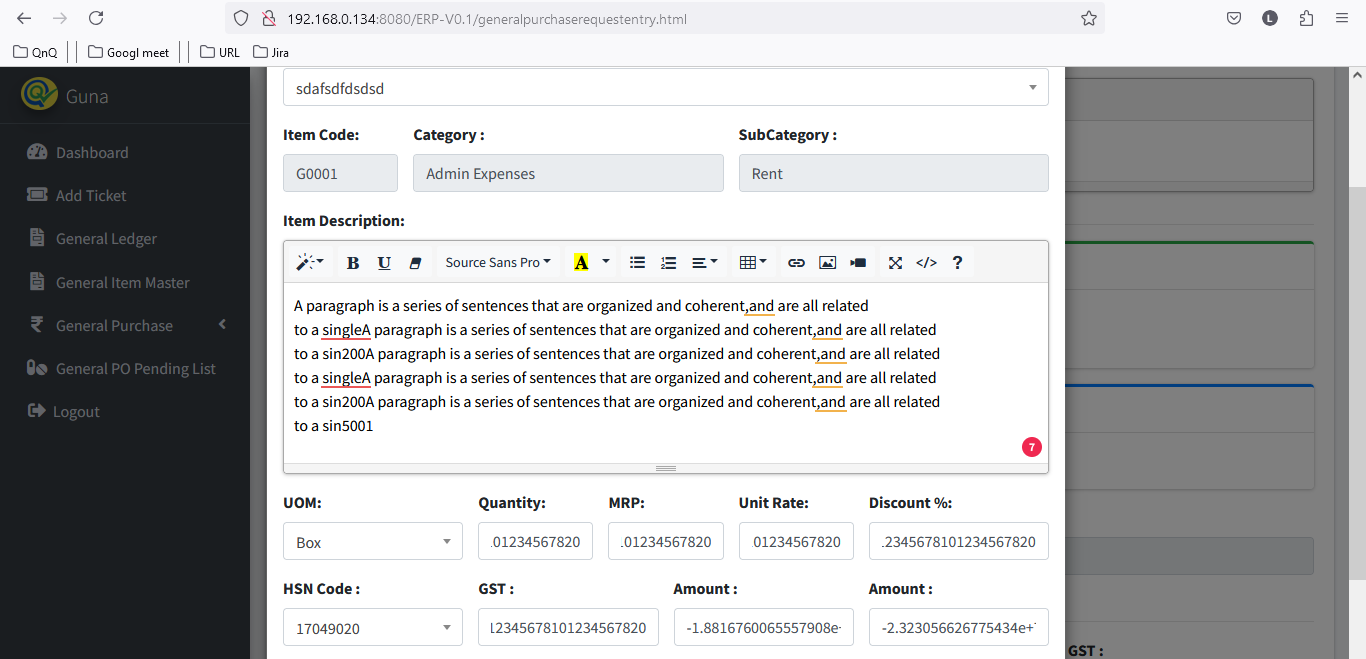 192.168.0.134:8080/ERP-V0.1/generalpurchaserequestentry.html
L
QnQ
Googl meet
URL
Jira
Guna
Dashboard
Add Ticket
General Ledger
General Item Master
General Purchase
General PO Pending List
Logout
sdafsdfdsdsd
Item Code: Category : SubCategory :
G0001 Admin Expenses Rent
Item Description:
B U Source Sans Pro A </> ?
A paragraph is a series of sentences that are organized and coherent,and are all related
to a singleA paragraph is a series of sentences that are organized and coherent,and are all related
to a sin200A paragraph is a series of sentences that are organized and coherent,and are all related
to a singleA paragraph is a series of sentences that are organized and coherent,and are all related
to a sin200A paragraph is a series of sentences that are organized and coherent,and are all related
to a sin5001
7
UOM: Quantity: MRP: Unit Rate: Discount %:
Box .01234567820 .01234567820 01234567820 .2345678101234567820
HSN Code : GST : Amount : Amount :
17049020 12345678101234567820 -1.8816760065557908e- -2.323056626775434e+
GST :